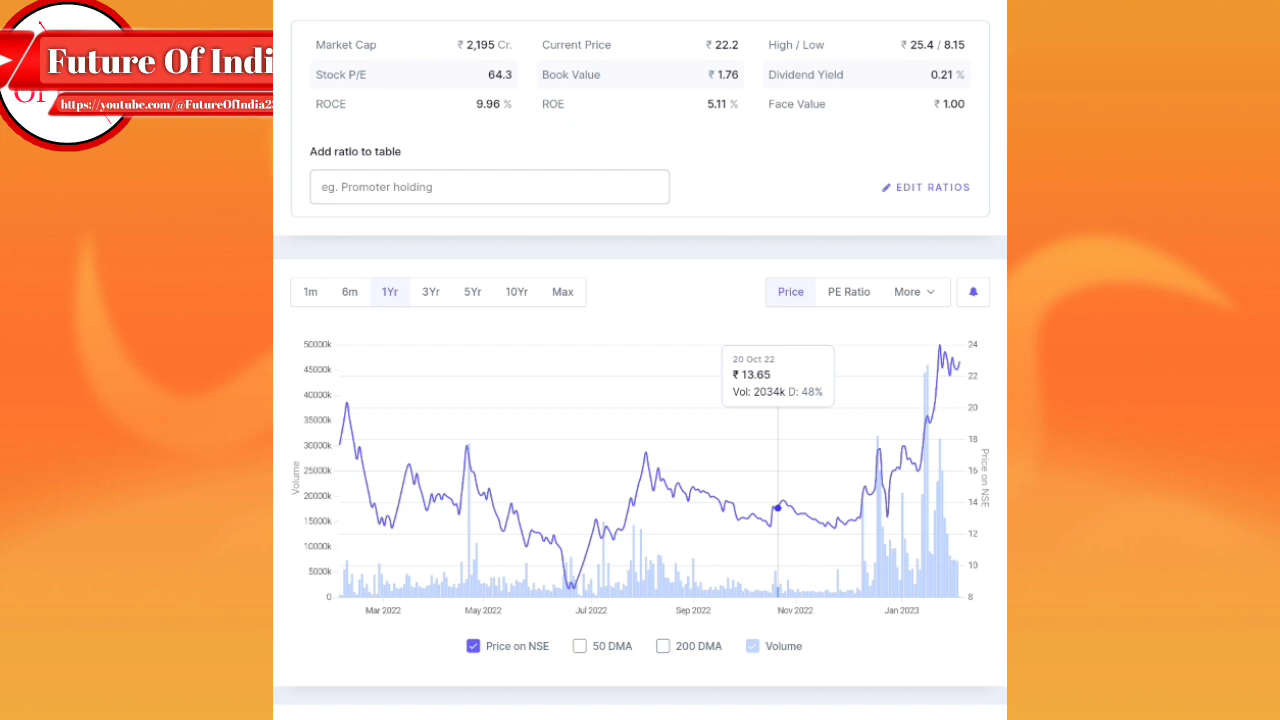 Future Of Indi
Of
https://youtube.com/@FutureOfIndia2
Market Cap ₹ 2,195 Cr. Current Price ₹ 22.2 High / Low ₹ 25.4 / 8.15
Stock P/E 64.3 Book Value ₹ 1.76 Dividend Yield 0.21 %
ROCE 9.96 % ROE 5.11 % Face Value ₹ 1.00
Add ratio to table
eg. Promoter holding EDIT RATIOS
1m 6m 1Yr 3Yr 5Yr 10Yr Max Price PE Ratio More
20 Oct 22
₹ 13.65
Vol: 2034k D: 48%
50000k 24
45000k 22
40000k 20
35000k 18
30000k 16
25000k 14
20000k 12
15000k 10
10000k 8
5000k
0
Volume
Price on NSE
Mar 2022 May 2022 Jul 2022 Sep 2022 Nov 2022 Jan 2023
Price on NSE 50 DMA 200 DMA Volume